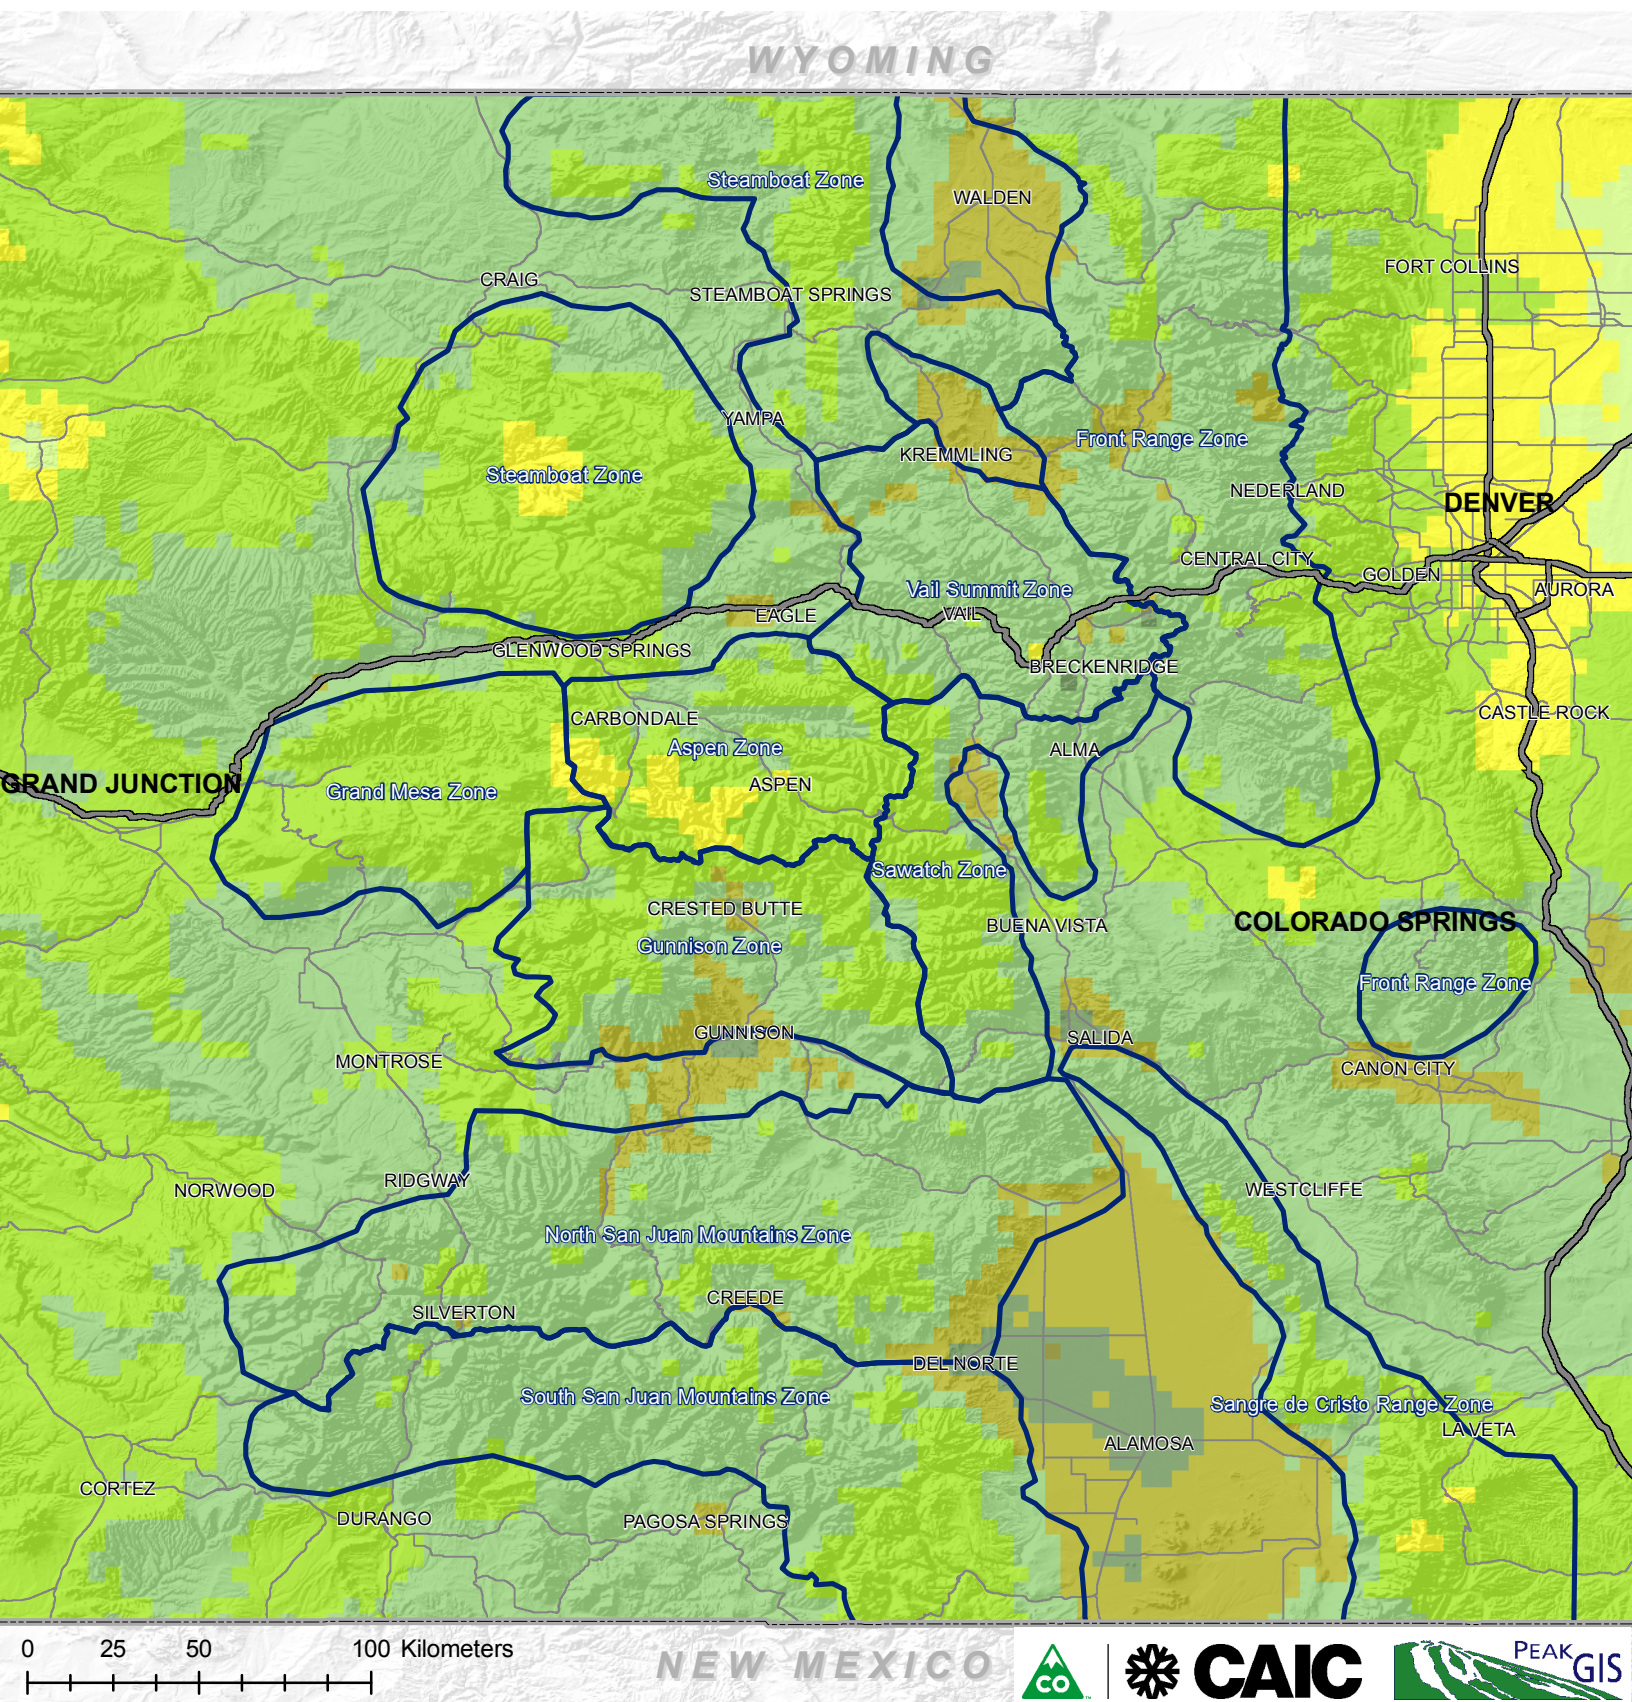 WYOMING
Steamboat Zone
WALDEN
FORT COLLINS
CRAIG
STEAMBOAT SPRINGS
YAMPA
Front Range Zone
KREMMLING
Steamboat Zone
NEDERLAND
DENVER
CENTRAL CITY
GOLDEN
AURORA
Vail Summit Zone
EAGLE
VAIL
GLENWOOD SPRINGS
BRECKENRIDGE
CARBONDALE
CASTLE ROCK
Aspen Zone
ALMA
GRAND JUNCTION
ASPEN
Grand Mesa Zone
Sawatch Zone
CRESTED BUTTE
BUENA VISTA
COLORADO SPRINGS
Gunnison Zone
Front Range Zone
GUNNISON
SALIDA
MONTROSE
CANON CITY
RIDGWAY
NORWOOD
WESTCLIFFE
North San Juan Mountains Zone
CREEDE
SILVERTON
DEL NORTE
South San Juan Mountains Zone
Sangre de Cristo Range Zone
LA VETA
ALAMOSA
CORTEZ
DURANGO
PAGOSA SPRINGS
0 25 50 100 Kilometers
NEW MEXICO
CO
CAIC
PEAK GIS